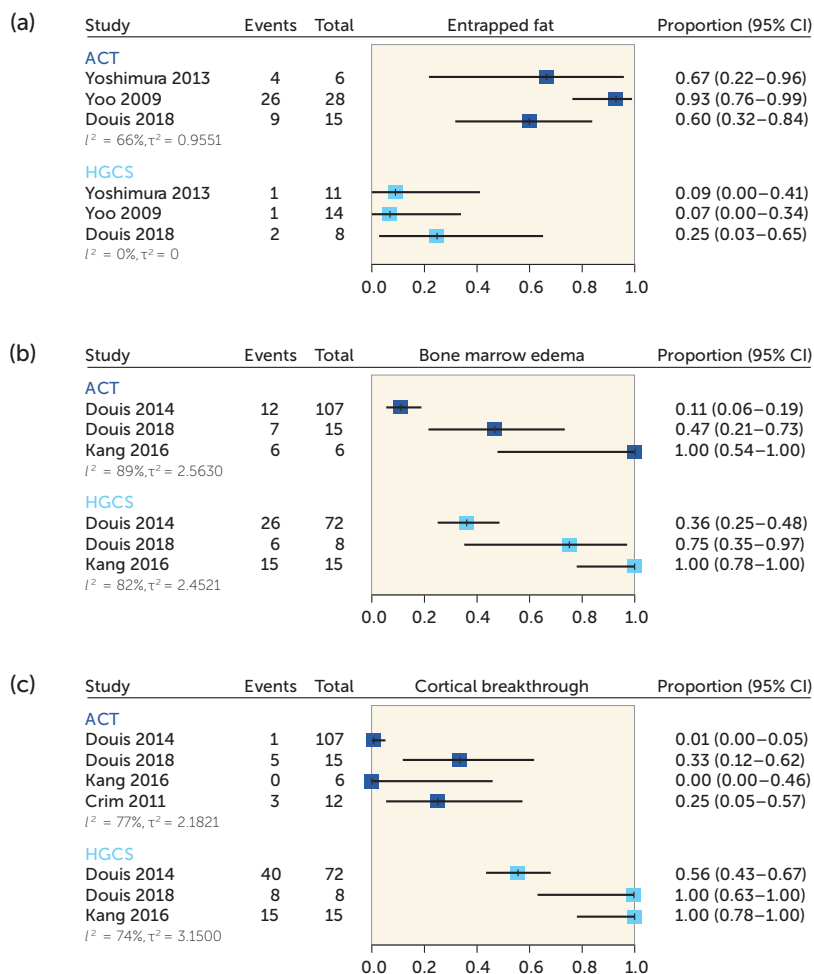 (a)
Study Events Total Entrapped fat Proportion (95% CI)
ACT
Yoshimura 2013 4 6 0.67 (0.22–0.96)
Yoo 2009 26 28 0.93 (0.76–0.99)
Douis 2018 9 15 0.60 (0.32–0.84)
I² = 66%, τ² = 0.9551
HGCS
Yoshimura 2013 1 11 0.09 (0.00–0.41)
Yoo 2009 1 14 0.07 (0.00–0.34)
Douis 2018 2 8 0.25 (0.03–0.65)
I² = 0%, τ² = 0
0.0 0.2 0.4 0.6 0.8 1.0
(b)
Study Events Total Bone marrow edema Proportion (95% CI)
ACT
Douis 2014 12 107 0.11 (0.06–0.19)
Douis 2018 7 15 0.47 (0.21–0.73)
Kang 2016 6 6 1.00 (0.54–1.00)
I² = 89%, τ² = 2.5630
HGCS
Douis 2014 26 72 0.36 (0.25–0.48)
Douis 2018 6 8 0.75 (0.35–0.97)
Kang 2016 15 15 1.00 (0.78–1.00)
I² = 82%, τ² = 2.4521
0.0 0.2 0.4 0.6 0.8 1.0
(c)
Study Events Total Cortical breakthrough Proportion (95% CI)
ACT
Douis 2014 1 107 0.01 (0.00–0.05)
Douis 2018 5 15 0.33 (0.12–0.62)
Kang 2016 0 6 0.00 (0.00–0.46)
Crim 2011 3 12 0.25 (0.05–0.57)
I² = 77%, τ² = 2.1821
HGCS
Douis 2014 40 72 0.56 (0.43–0.67)
Douis 2018 8 8 1.00 (0.63–1.00)
Kang 2016 15 15 1.00 (0.78–1.00)
I² = 74%, τ² = 3.1500
0.0 0.2 0.4 0.6 0.8 1.0